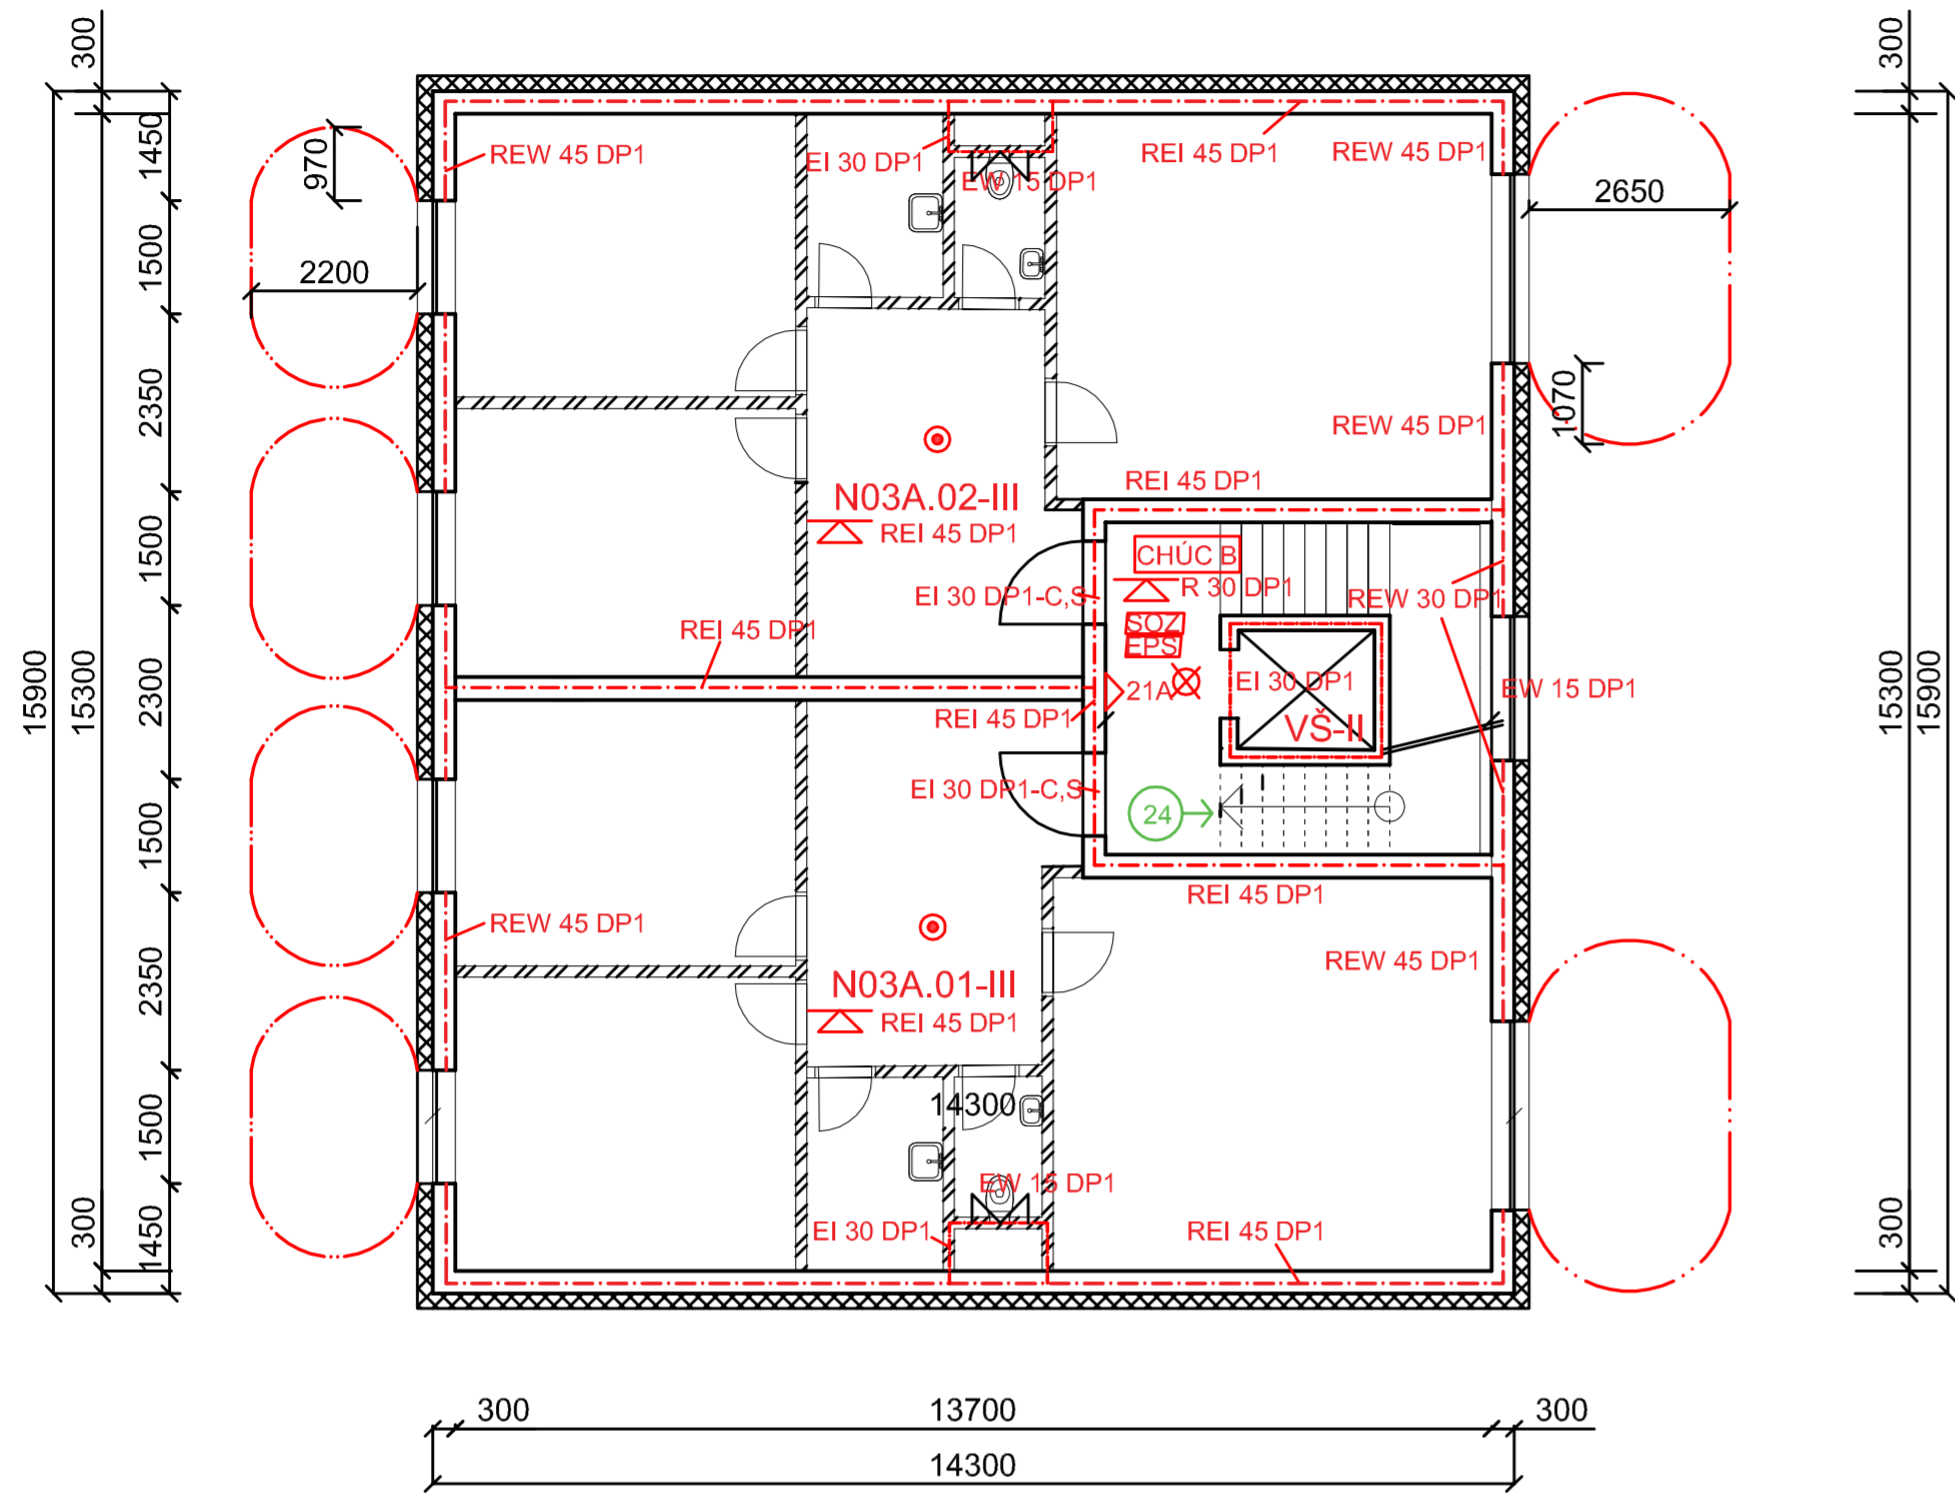 300
300
1450
REW 45 DP1
EI 30 DP1
EW 15 DP1
REI 45 DP1
REW 45 DP1
970
2650
1500
2200
2350
1070
REW 45 DP1
REI 45 DP1
N03A.02-III
REI 45 DP1
CHÚC B
R 30 DP1
1500
EI 30 DP1-C,S
REW 30 DP1
SOZ
EPS
REI 45 DP1
15900
15300
2300
21A
EI 30 DP1
EW 15 DP1
15300
15900
REI 45 DP1
VŠ-II
EI 30 DP1-C,S
24
1500
REI 45 DP1
REW 45 DP1
REW 45 DP1
2350
N03A.01-III
REI 45 DP1
14300
1500
EW 15 DP1
EI 30 DP1
REI 45 DP1
300
1450
300
300
13700
300
14300